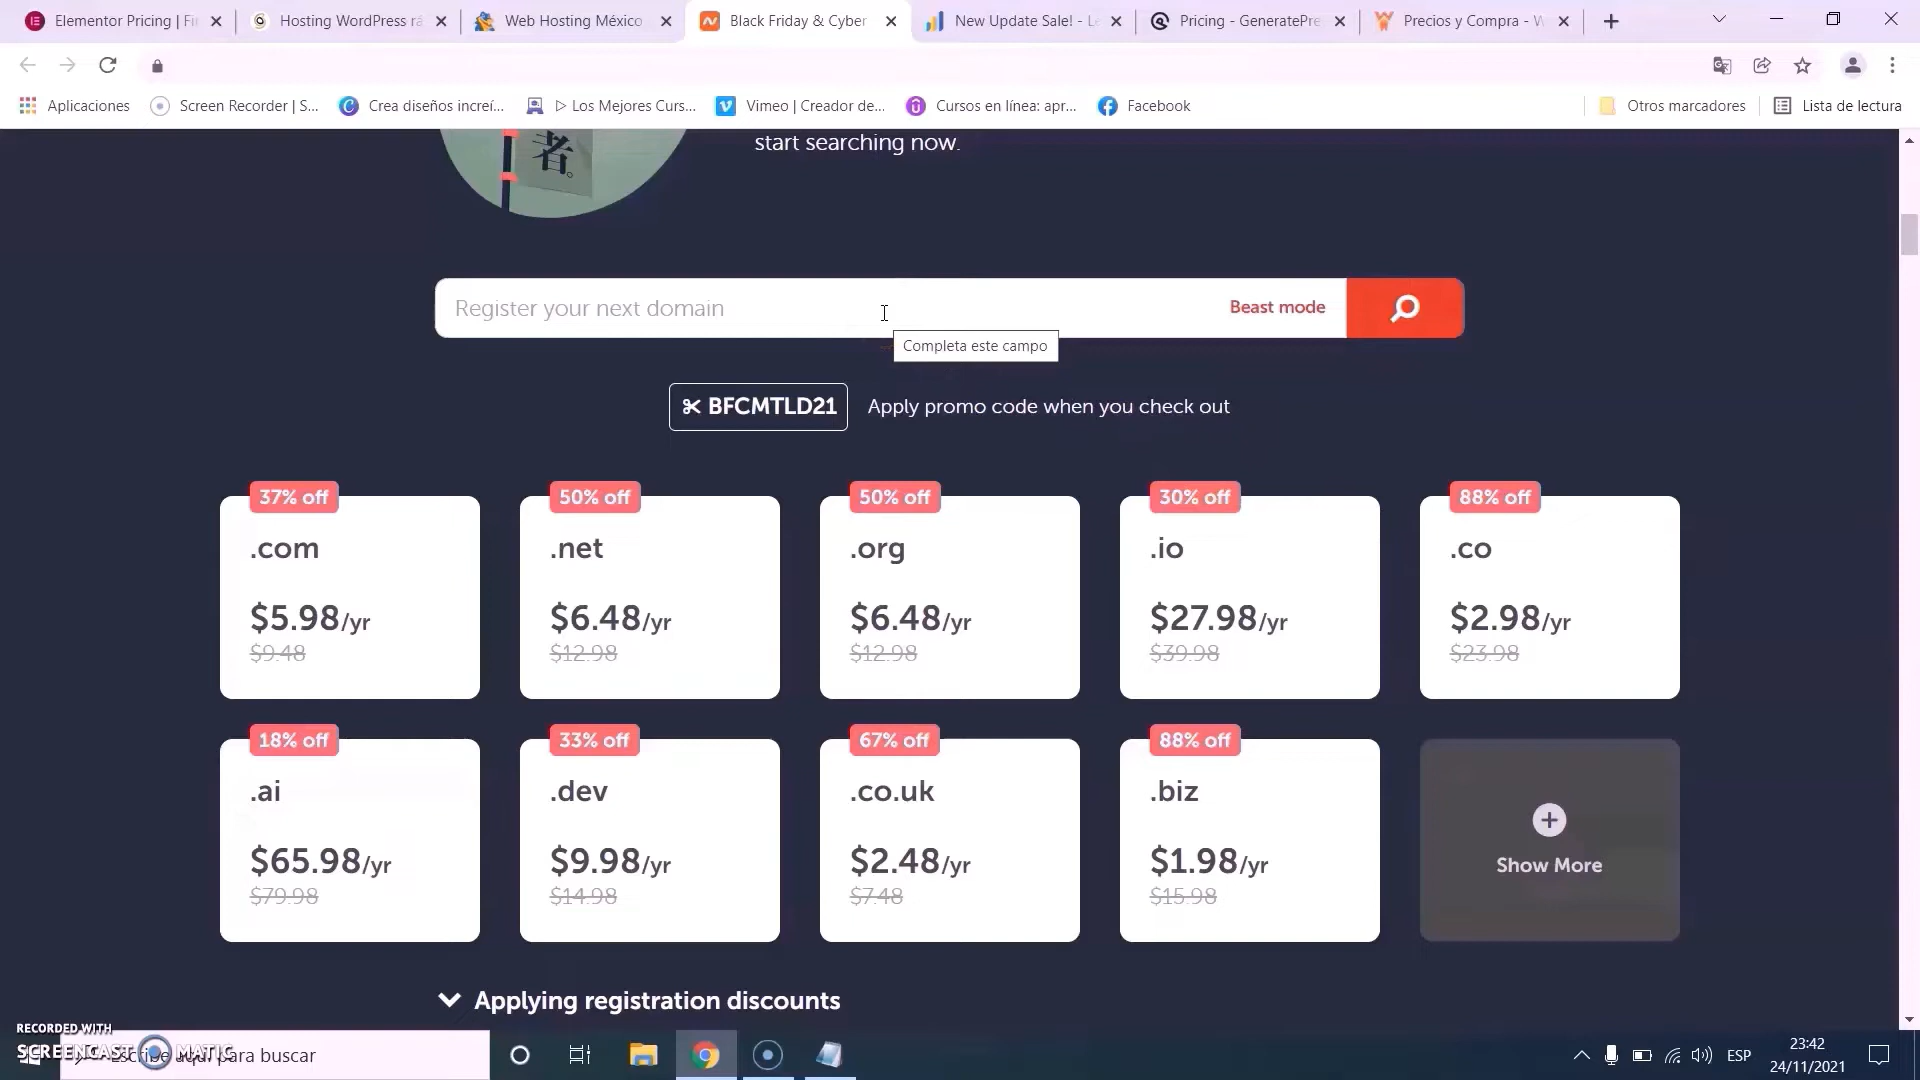 Elementor Pricing | Fi
Hosting WordPress rá
Web Hosting México
Black Friday & Cyber
New Update Sale! - Le
Pricing - GeneratePre
Precios y Compra - W
Aplicaciones
Screen Recorder | S...
Crea diseños increí...
▷ Los Mejores Curs...
Vimeo | Creador de...
Cursos en línea: apr...
Facebook
Otros marcadores
Lista de lectura
者。
start searching now.
Register your next domain
Beast mode
Completa este campo
BFCMTLD21
Apply promo code when you check out
37% off
50% off
50% off
30% off
88% off
.com
.net
.org
.io
.co
$5.98/yr
$6.48/yr
$6.48/yr
$27.98/yr
$2.98/yr
$9.48
$12.98
$12.98
$39.98
$23.98
18% off
33% off
67% off
88% off
.ai
.dev
.co.uk
.biz
Show More
$65.98/yr
$9.98/yr
$2.48/yr
$1.98/yr
$79.98
$14.98
$7.48
$15.98
Applying registration discounts
RECORDED WITH
SCREENCAST MATIC
Escribe aquí para buscar
ESP
23:42
24/11/2021